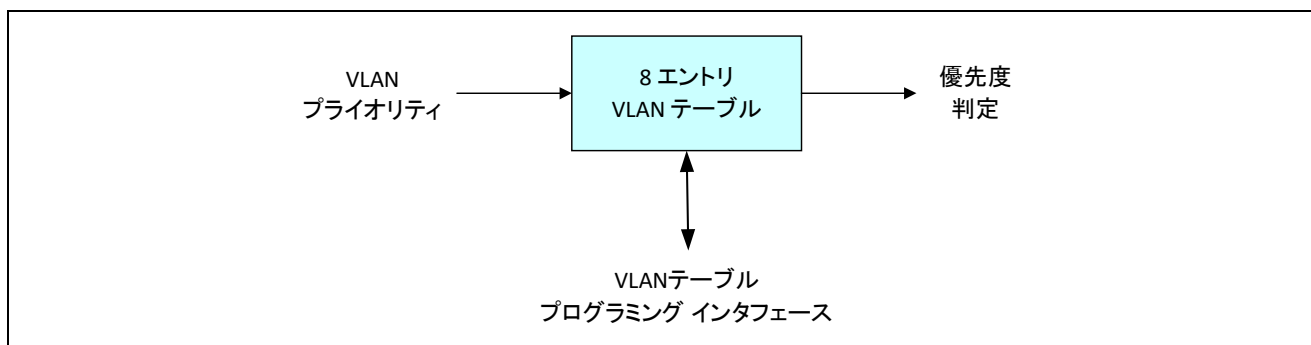 VLAN
プライオリティ
8 エントリ
VLAN テーブル
優先度
判定
VLANテーブル
プログラミング インタフェース